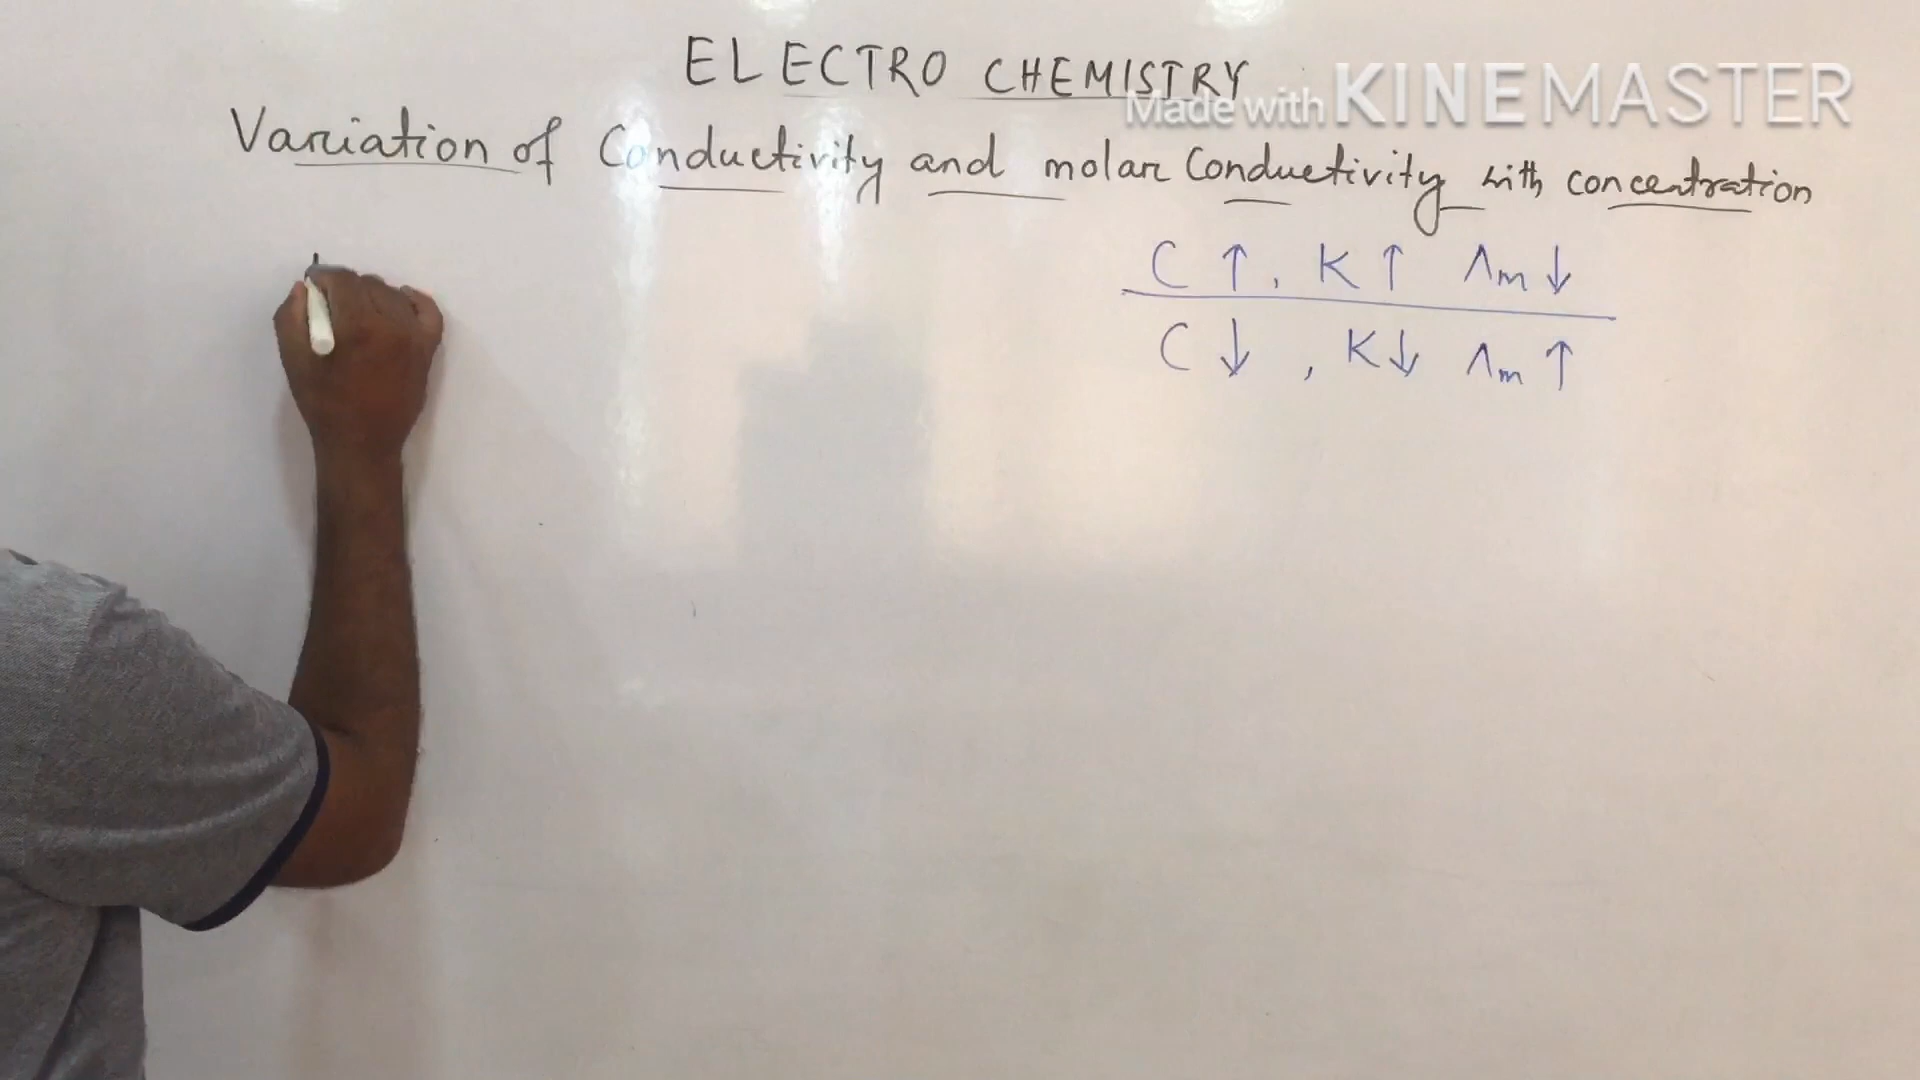 ELECTRO CHEMISTRY
Made with KINEMASTER
Variation of Conductivity and molar Conductivity with concentration
C ↑, K ↑ Λm ↓
C ↓, K ↓ Λm ↑